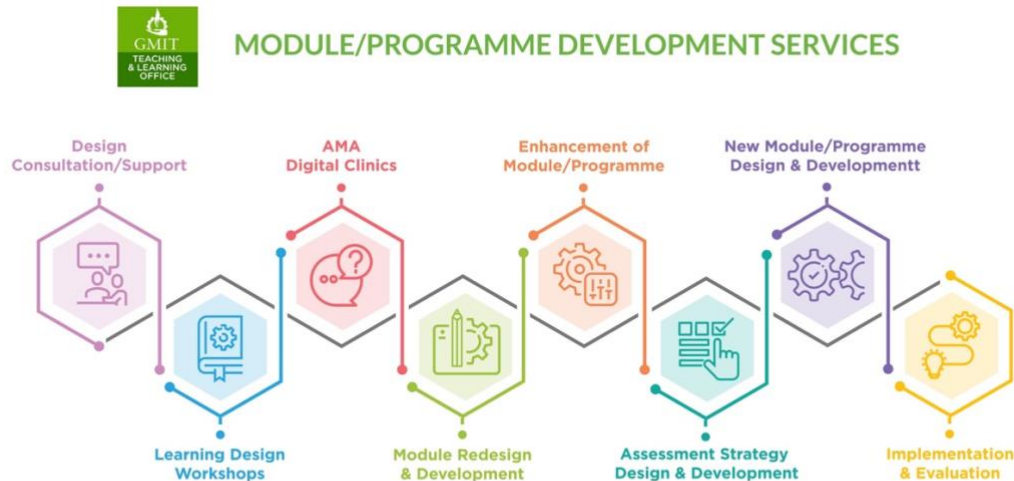 GMIT
TEACHING
& LEARNING
OFFICE
MODULE/PROGRAMME DEVELOPMENT SERVICES
Design
Consultation/Support
AMA
Digital Clinics
Enhancement of
Module/Programme
New Module/Programme
Design & Developmentt
Learning Design
Workshops
Module Redesign
& Development
Assessment Strategy
Design & Development
Implementation
& Evaluation